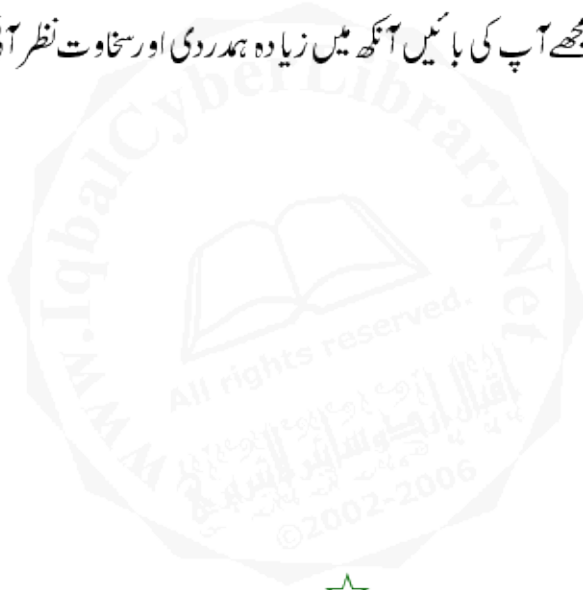 مجھے آپ کی بائیں آنکھ میں زیادہ ہمدردی اور سخاوت نظر آئی
www.IqbalCyberLibrary.Net
All rights reserved.
©2002-2006